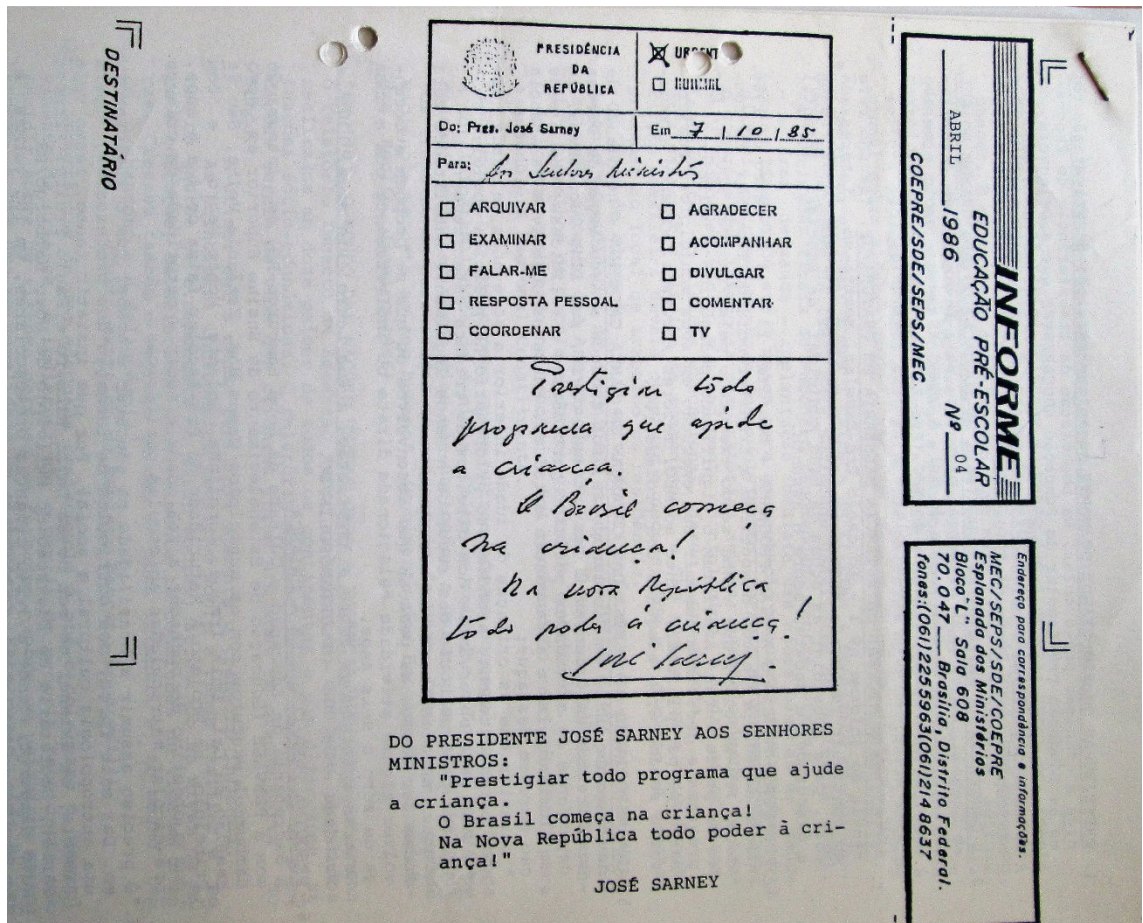 DESTINATÁRIO
PRESIDÊNCIA
DA
REPÚBLICA
URGENT
NORMAL
Do: Pres. José Sarney
Em 7 / 10 / 85
Para: Aos Senhores Ministros
ARQUIVAR
AGRADECER
EXAMINAR
ACOMPANHAR
FALAR-ME
DIVULGAR
RESPOSTA PESSOAL
COMENTAR
COORDENAR
TV
Prestigiar todo
programa que ajude
a criança.
O Brasil começa
na criança!
Na nova República
todo poder à criança!
José Sarney.
DO PRESIDENTE JOSÉ SARNEY AOS SENHORES
MINISTROS:
"Prestigiar todo programa que ajude
a criança.
O Brasil começa na criança!
Na Nova República todo poder à cri-
ança!"
JOSÉ SARNEY
INFORME
EDUCAÇÃO PRÉ-ESCOLAR
ABRIL 1986 Nº 04
COEPRE/SDE/SEPS/MEC
Endereço para correspondência e informações.
MEC/SEPS/SDE/COEPRE
Esplanada dos Ministérios
Bloco"L" Sala 608
70.047 — Brasília, Distrito Federal.
fones:(061)2255963(061)2148637